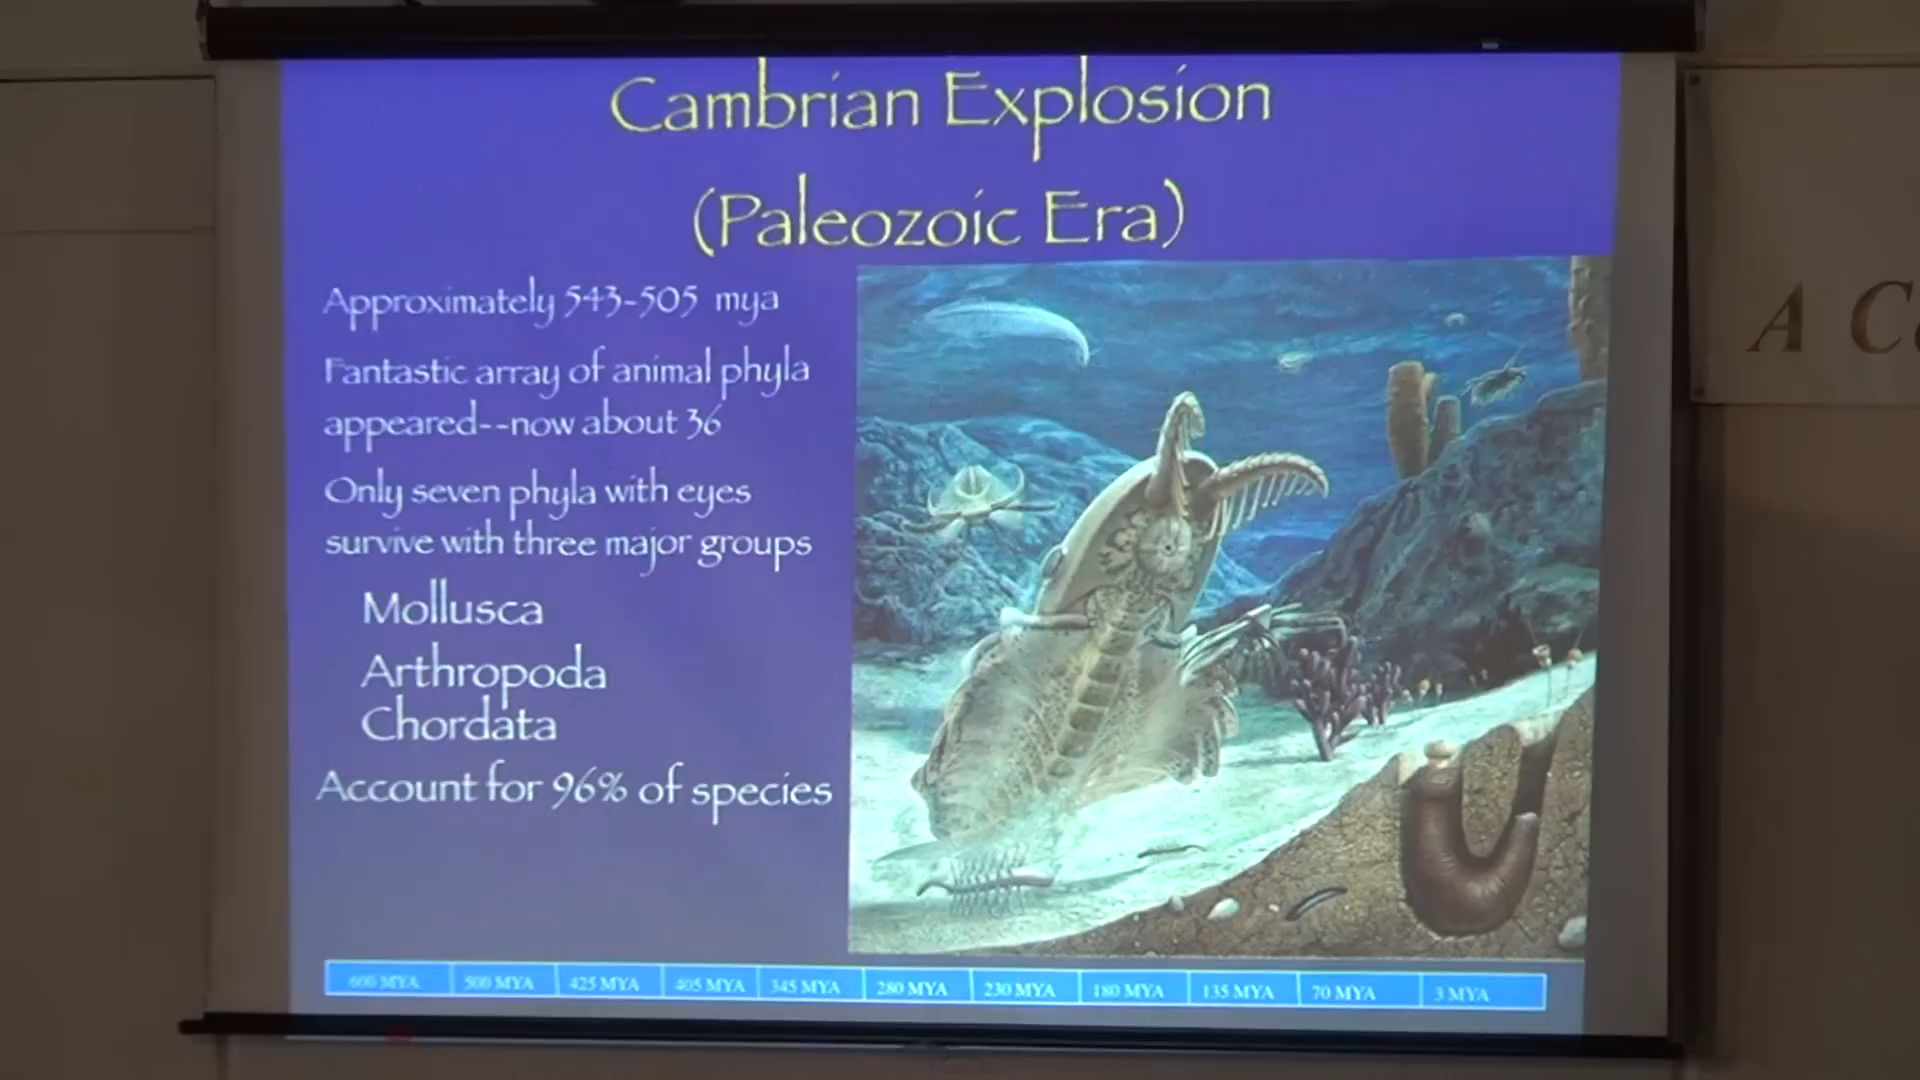 Cambrian Explosion
(Paleozoic Era)
Approximately 543-505 mya
Fantastic array of animal phyla
appeared--now about 36
Only seven phyla with eyes
survive with three major groups
Mollusca
Arthropoda
Chordata
Account for 96% of species
600 MYA 500 MYA 425 MYA 405 MYA 345 MYA 280 MYA 230 MYA 180 MYA 135 MYA 70 MYA 3 MYA
A C